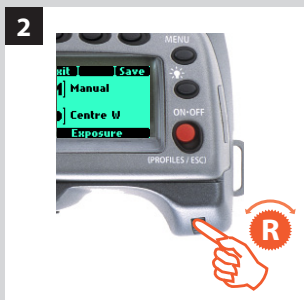 2
MENU
xit Save
Manual
ON•OFF
Centre W
Exposure
(PROFILES / ESC)
R